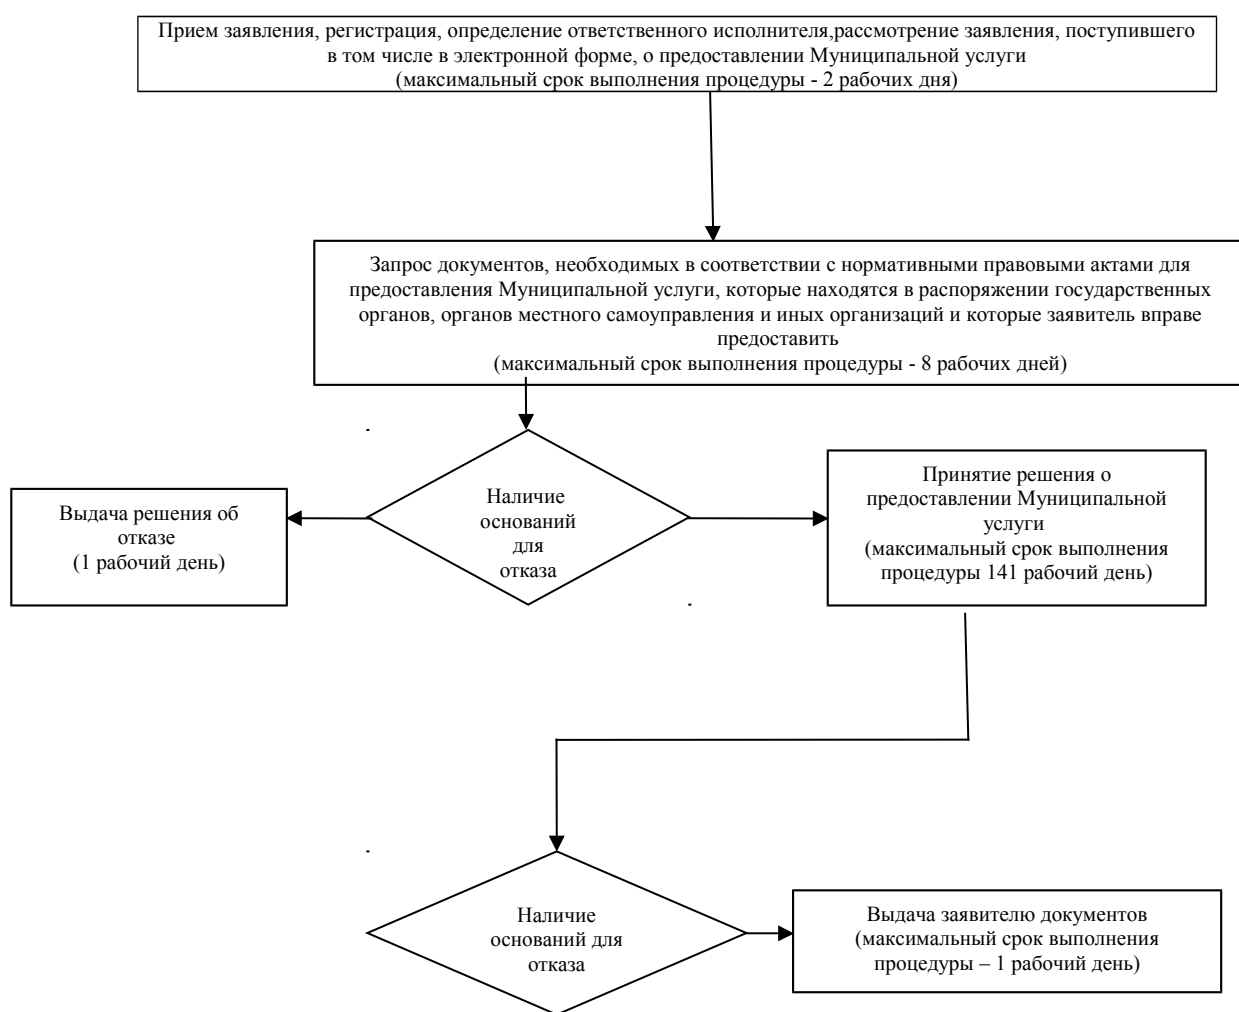 Прием заявления, регистрация, определение ответственного исполнителя,рассмотрение заявления, поступившего
в том числе в электронной форме, о предоставлении Муниципальной услуги
(максимальный срок выполнения процедуры - 2 рабочих дня)
Запрос документов, необходимых в соответствии с нормативными правовыми актами для
предоставления Муниципальной услуги, которые находятся в распоряжении государственных
органов, органов местного самоуправления и иных организаций и которые заявитель вправе
предоставить
(максимальный срок выполнения процедуры - 8 рабочих дней)
Выдача решения об
отказе
(1 рабочий день)
Наличие
оснований
для
отказа
Принятие решения о
предоставлении Муниципальной
услуги
(максимальный срок выполнения
процедуры 141 рабочий день)
Наличие
оснований для
отказа
Выдача заявителю документов
(максимальный срок выполнения
процедуры – 1 рабочий день)